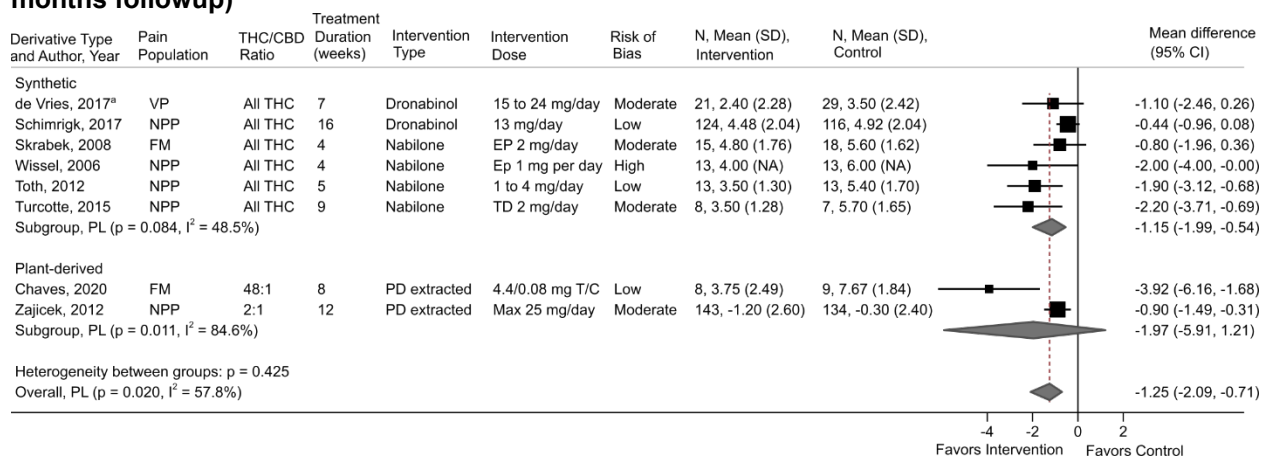 months followup)
Derivative Type and Author, Year Pain Population THC/CBD Ratio Treatment Duration (weeks) Intervention Type Intervention Dose Risk of Bias N, Mean (SD), Intervention N, Mean (SD), Control Mean difference (95% CI)
Synthetic
de Vries, 2017ª VP All THC 7 Dronabinol 15 to 24 mg/day Moderate 21, 2.40 (2.28) 29, 3.50 (2.42) -1.10 (-2.46, 0.26)
Schimrigk, 2017 NPP All THC 16 Dronabinol 13 mg/day Low 124, 4.48 (2.04) 116, 4.92 (2.04) -0.44 (-0.96, 0.08)
Skrabek, 2008 FM All THC 4 Nabilone EP 2 mg/day Moderate 15, 4.80 (1.76) 18, 5.60 (1.62) -0.80 (-1.96, 0.36)
Wissel, 2006 NPP All THC 4 Nabilone Ep 1 mg per day High 13, 4.00 (NA) 13, 6.00 (NA) -2.00 (-4.00, -0.00)
Toth, 2012 NPP All THC 5 Nabilone 1 to 4 mg/day Low 13, 3.50 (1.30) 13, 5.40 (1.70) -1.90 (-3.12, -0.68)
Turcotte, 2015 NPP All THC 9 Nabilone TD 2 mg/day Moderate 8, 3.50 (1.28) 7, 5.70 (1.65) -2.20 (-3.71, -0.69)
Subgroup, PL (p = 0.084, I² = 48.5%) -1.15 (-1.99, -0.54)
Plant-derived
Chaves, 2020 FM 48:1 8 PD extracted 4.4/0.08 mg T/C Low 8, 3.75 (2.49) 9, 7.67 (1.84) -3.92 (-6.16, -1.68)
Zajicek, 2012 NPP 2:1 12 PD extracted Max 25 mg/day Moderate 143, -1.20 (2.60) 134, -0.30 (2.40) -0.90 (-1.49, -0.31)
Subgroup, PL (p = 0.011, I² = 84.6%) -1.97 (-5.91, 1.21)
Heterogeneity between groups: p = 0.425
Overall, PL (p = 0.020, I² = 57.8%) -1.25 (-2.09, -0.71)
-4 -2 0 2
Favors Intervention Favors Control